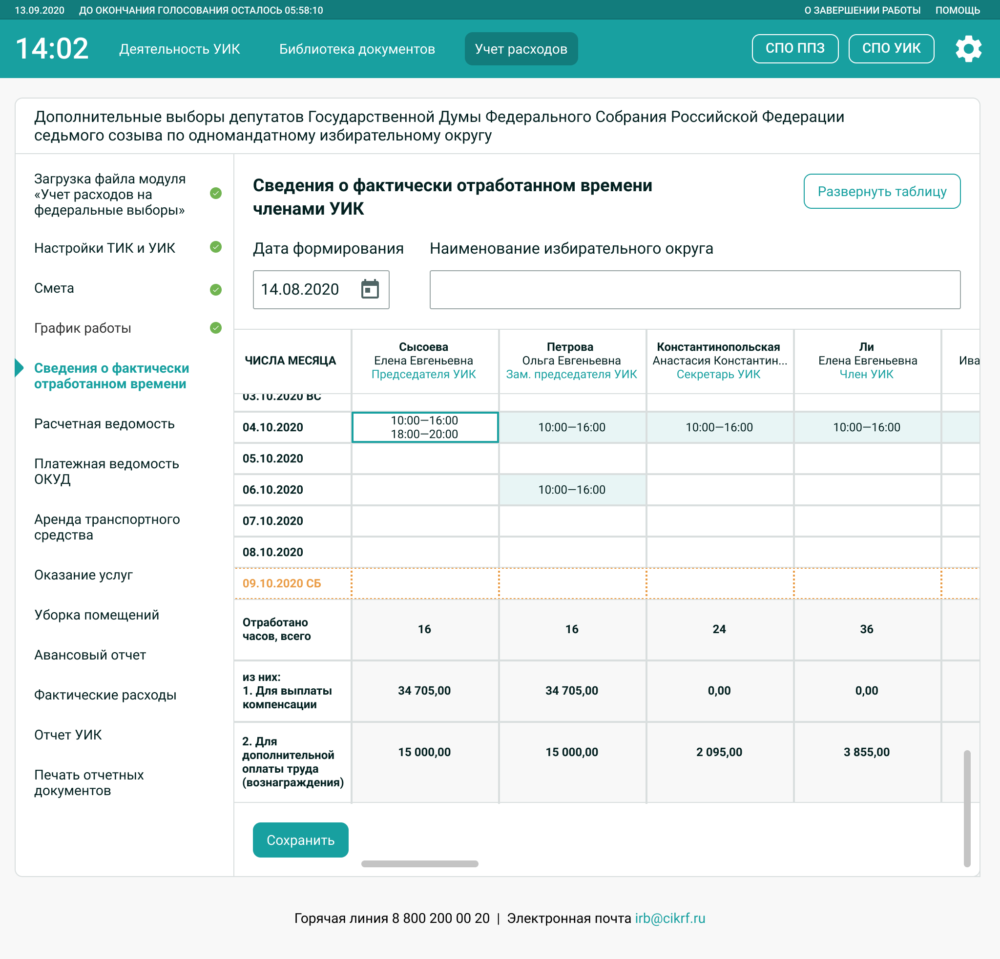 13.09.2020 ДО ОКОНЧАНИЯ ГОЛОСОВАНИЯ ОСТАЛОСЬ 05:58:10 О ЗАВЕРШЕНИИ РАБОТЫ ПОМОЩЬ
14:02 Деятельность УИК Библиотека документов Учет расходов СПО ППЗ СПО УИК
Дополнительные выборы депутатов Государственной Думы Федерального Собрания Российской Федерации
седьмого созыва по одномандатному избирательному округу
Загрузка файла модуля
«Учет расходов на
федеральные выборы»
Настройки ТИК и УИК
Смета
График работы
Сведения о фактически
отработанном времени
Расчетная ведомость
Платежная ведомость
ОКУД
Аренда транспортного
средства
Оказание услуг
Уборка помещений
Авансовый отчет
Фактические расходы
Отчет УИК
Печать отчетных
документов
Сведения о фактически отработанном времени
членами УИК
Развернуть таблицу
Дата формирования Наименование избирательного округа
14.08.2020
ЧИСЛА МЕСЯЦА
Сысоева
Елена Евгеньевна
Председателя УИК
Петрова
Ольга Евгеньевна
Зам. председателя УИК
Константинопольская
Анастасия Константин...
Секретарь УИК
Ли
Елена Евгеньевна
Член УИК
Ива
03.10.2020 ВС
04.10.2020
10:00—16:00
18:00—20:00
10:00—16:00 10:00—16:00 10:00—16:00
05.10.2020
06.10.2020 10:00—16:00
07.10.2020
08.10.2020
09.10.2020 СБ
Отработано
часов, всего
16 16 24 36
из них:
1. Для выплаты
компенсации
34 705,00 34 705,00 0,00 0,00
2. Для
дополнительной
оплаты труда
(вознаграждения)
15 000,00 15 000,00 2 095,00 3 855,00
Сохранить
Горячая линия 8 800 200 00 20 | Электронная почта irb@cikrf.ru